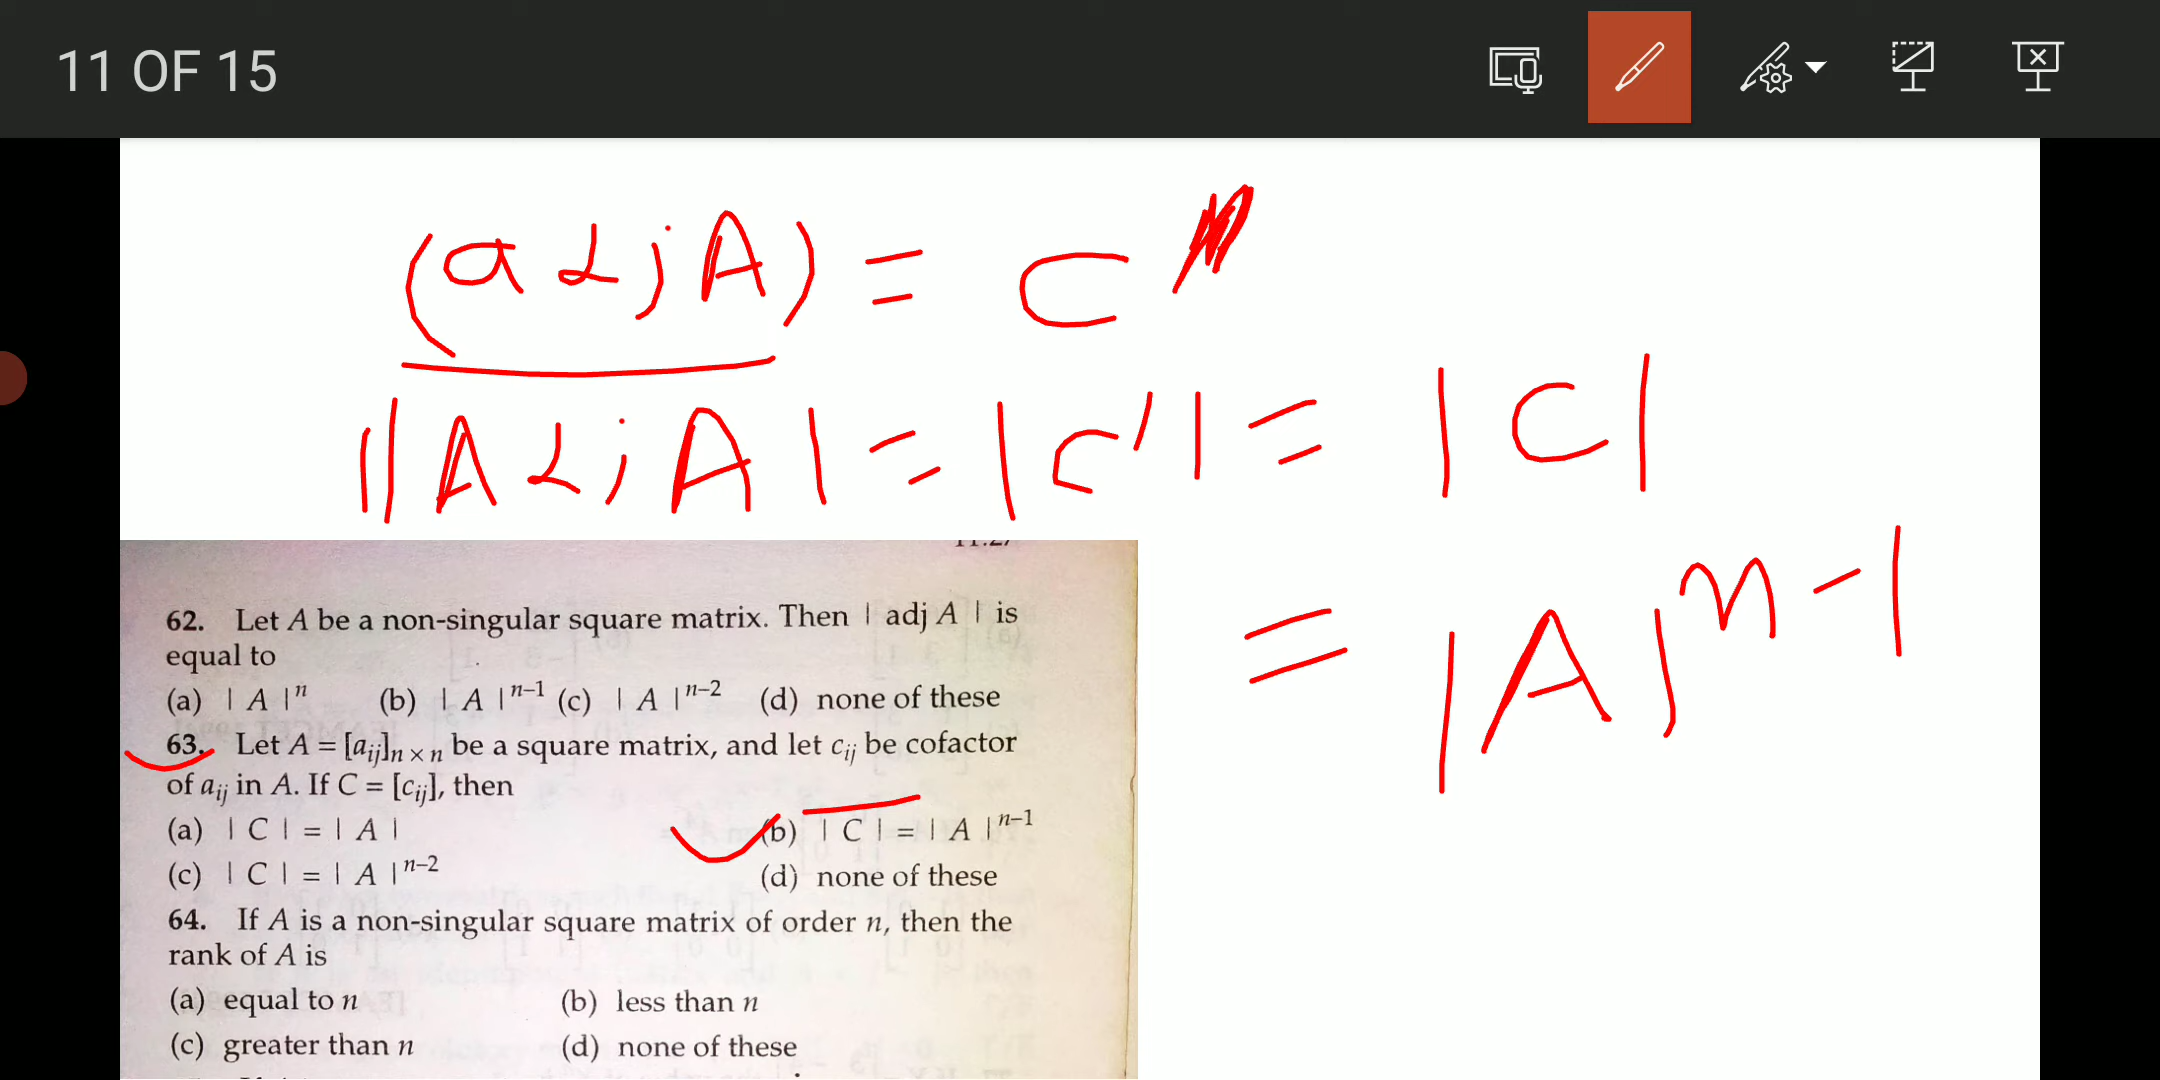 11 OF 15
(adjA) = C'
|AdjA| = |C'| = |C|
= |A|^n-1
62. Let A be a non-singular square matrix. Then | adj A | is
equal to
(a) | A |^n (b) | A |^n–1 (c) | A |^n–2 (d) none of these
63. Let A = [a_ij]_n × n be a square matrix, and let c_ij be cofactor
of a_ij in A. If C = [c_ij], then
(a) | C | = | A | (b) | C | = | A |^n–1
(c) | C | = | A |^n–2 (d) none of these
64. If A is a non-singular square matrix of order n, then the
rank of A is
(a) equal to n (b) less than n
(c) greater than n (d) none of these